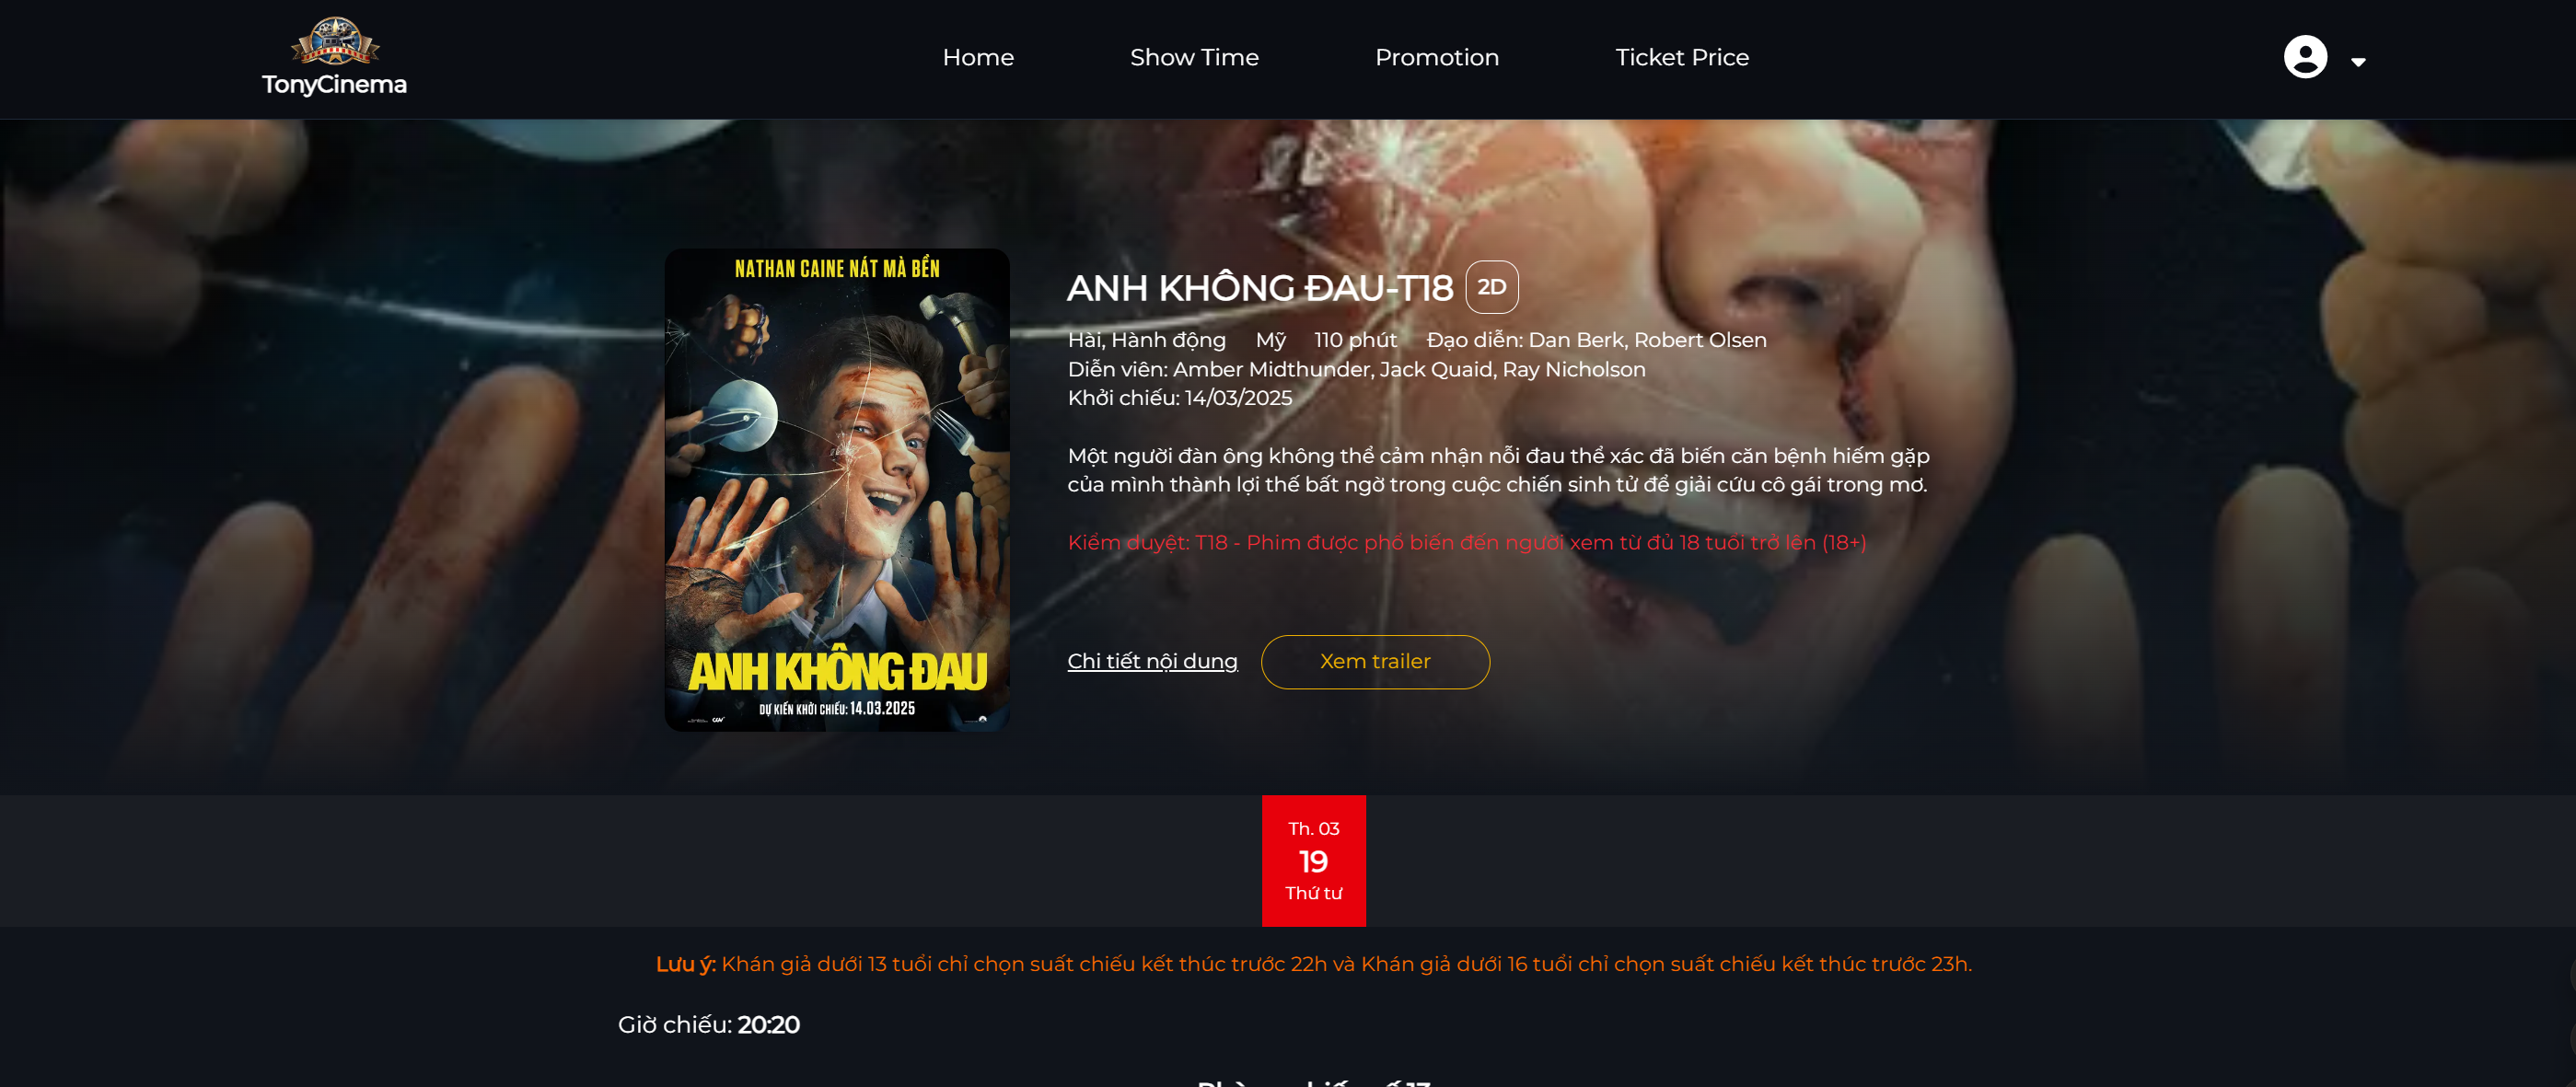 TonyCinema
Home
Show Time
Promotion
Ticket Price
NATHAN CAINE NÁT MÀ BỀN
ANH KHÔNG ĐAU
DỰ KIẾN KHỞI CHIẾU: 14.03.2025
ANH KHÔNG ĐAU-T18
2D
Hài, Hành động Mỹ 110 phút Đạo diễn: Dan Berk, Robert Olsen
Diễn viên: Amber Midthunder, Jack Quaid, Ray Nicholson
Khởi chiếu: 14/03/2025
Một người đàn ông không thể cảm nhận nỗi đau thể xác đã biến căn bệnh hiếm gặp
của mình thành lợi thế bất ngờ trong cuộc chiến sinh tử để giải cứu cô gái trong mơ.
Kiểm duyệt: T18 - Phim được phổ biến đến người xem từ đủ 18 tuổi trở lên (18+)
Chi tiết nội dung
Xem trailer
Th. 03
19
Thứ tư
Lưu ý: Khán giả dưới 13 tuổi chỉ chọn suất chiếu kết thúc trước 22h và Khán giả dưới 16 tuổi chỉ chọn suất chiếu kết thúc trước 23h.
Giờ chiếu: 20:20